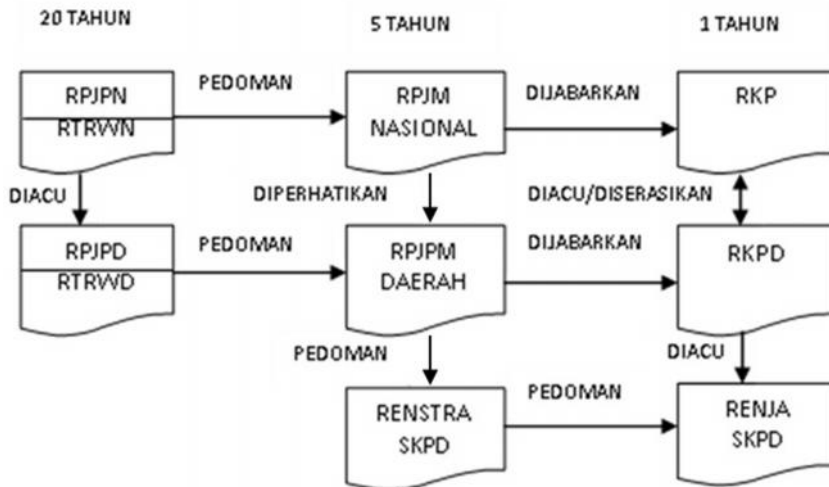 20 TAHUN
5 TAHUN
1 TAHUN
RPJPN
RTRWN
PEDOMAN
RPJM
NASIONAL
DIJABARKAN
RKP
DIACU
DIPERHATIKAN
DIACU/DISERASIKAN
RPJPD
RTRWD
PEDOMAN
RPJPM
DAERAH
DIJABARKAN
RKPD
PEDOMAN
DIACU
RENSTRA
SKPD
PEDOMAN
RENJA
SKPD